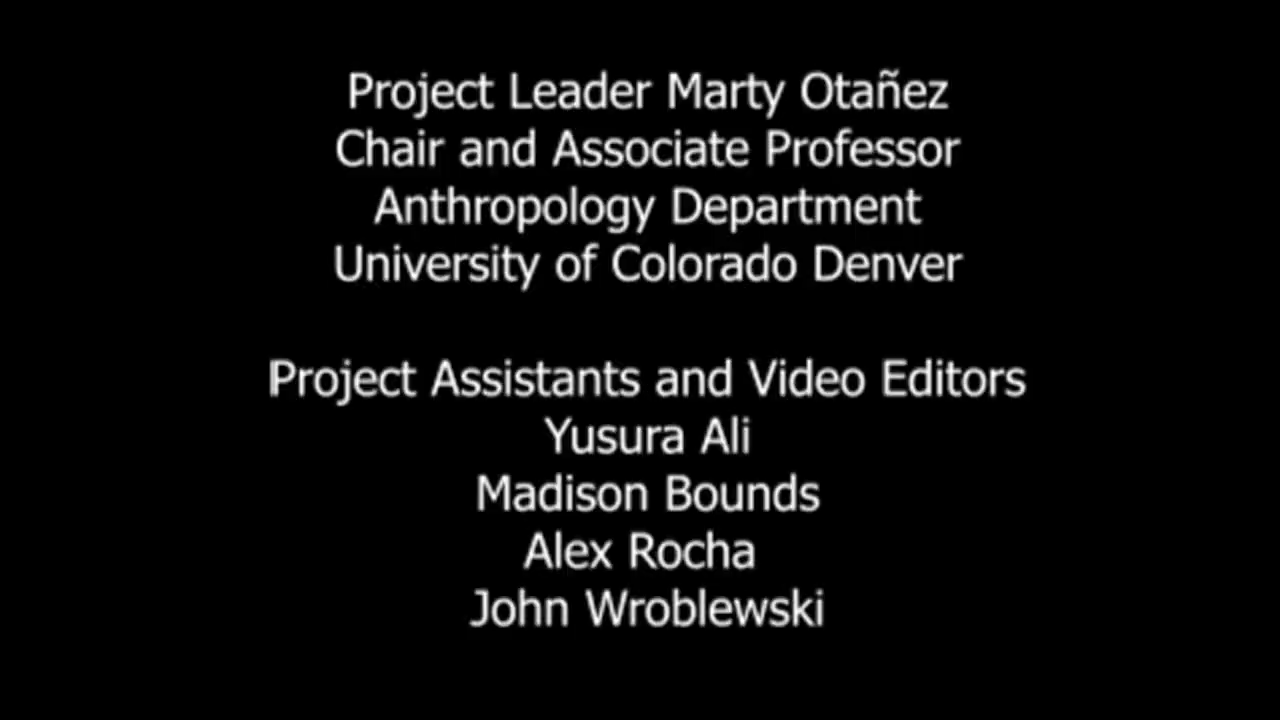 Project Leader Marty Otañez
Chair and Associate Professor
Anthropology Department
University of Colorado Denver
Project Assistants and Video Editors
Yusura Ali
Madison Bounds
Alex Rocha
John Wroblewski